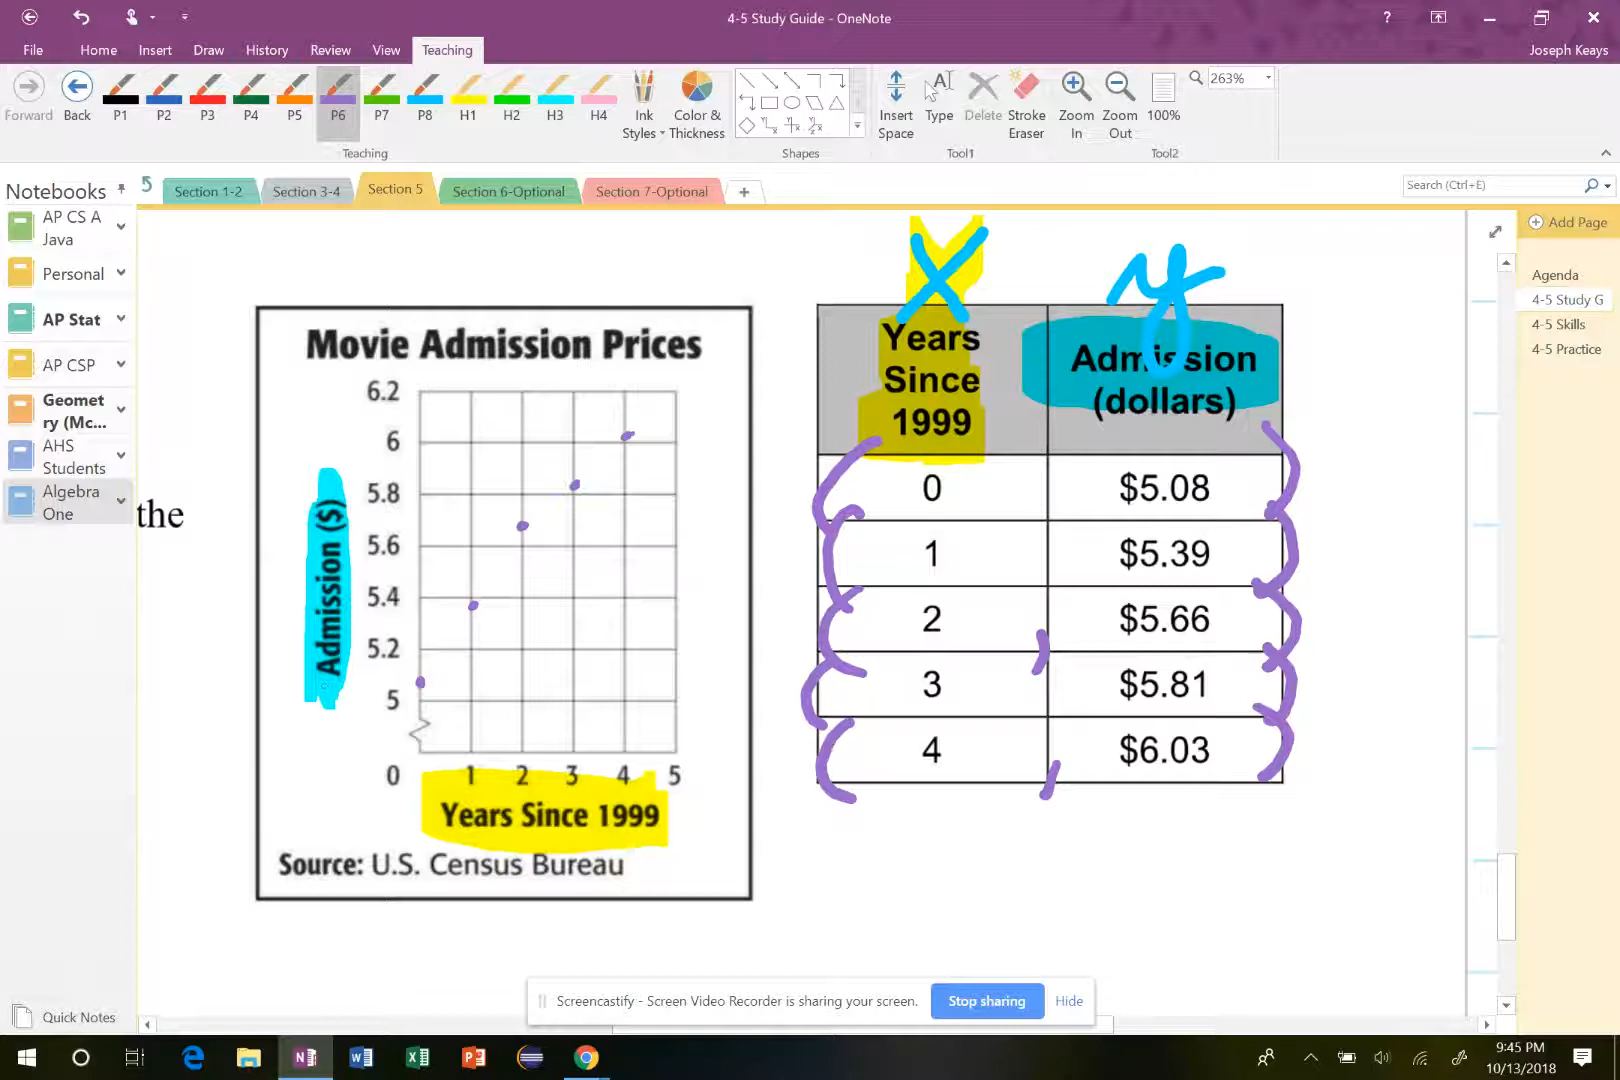 4-5 Study Guide - OneNote
?
File
Home
Insert
Draw
History
Review
View
Teaching
Joseph Keays
Forward
Back
P1
P2
P3
P4
P5
P6
P7
P8
H1
H2
H3
H4
Ink Styles
Color & Thickness
Insert Space
Type
Delete
Stroke Eraser
Zoom In
Zoom Out
100%
263%
Teaching
Shapes
Tool1
Tool2
Notebooks
Section 1-2
Section 3-4
Section 5
Section 6-Optional
Section 7-Optional
+
Search (Ctrl+E)
AP CS A Java
Personal
AP Stat
AP CSP
Geomet
ry (Mc...
AHS Students
Algebra One
Quick Notes
Add Page
Agenda
4-5 Study G
4-5 Skills
4-5 Practice
the
Movie Admission Prices
Admission ($)
6.2
6
5.8
5.6
5.4
5.2
5
0 1 2 3 4 5
Years Since 1999
Source: U.S. Census Bureau
X y
Years Since 1999
Admission (dollars)
0 $5.08
1 $5.39
2 $5.66
3 $5.81
4 $6.03
Screencastify - Screen Video Recorder is sharing your screen.
Stop sharing
Hide
9:45 PM
10/13/2018